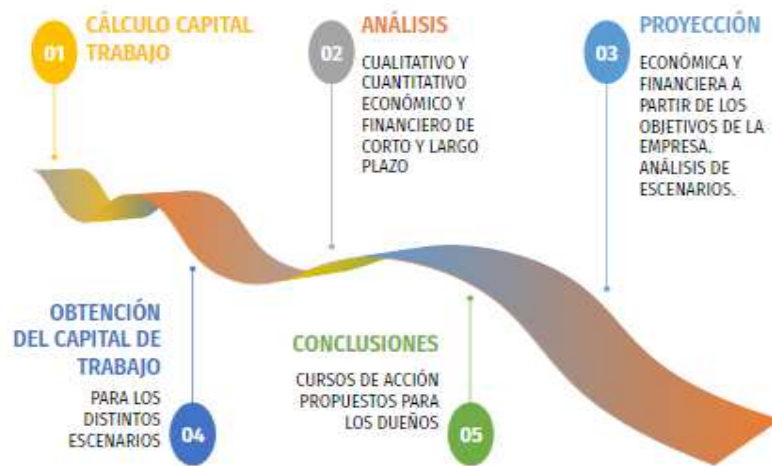 01
CÁLCULO CAPITAL
TRABAJO
02
ANÁLISIS
CUALITATIVO Y
CUANTITATIVO
ECONÓMICO Y
FINANCIERO DE
CORTO Y LARGO
PLAZO
03
PROYECCIÓN
ECONÓMICA Y
FINANCIERA A
PARTIR DE LOS
OBJETIVOS DE LA
EMPRESA.
ANÁLISIS DE
ESCENARIOS.
OBTENCIÓN
DEL CAPITAL DE
TRABAJO
PARA LOS
DISTINTOS
ESCENARIOS
04
CONCLUSIONES
CURSOS DE ACCIÓN
PROPUESTOS PARA
LOS DUEÑOS
05